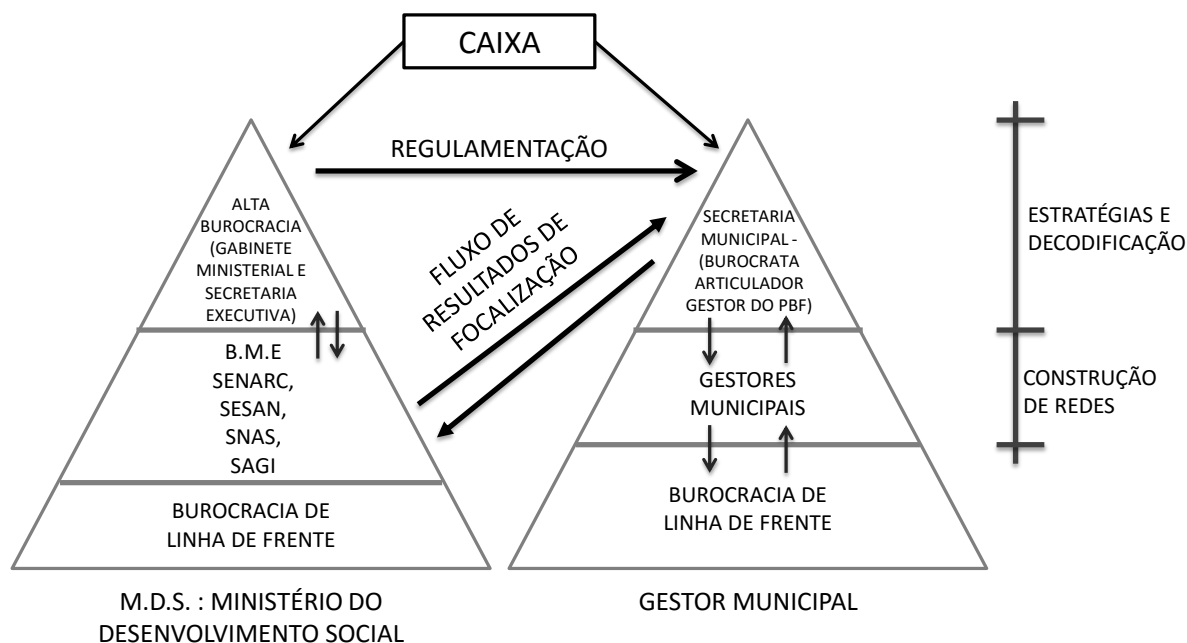 CAIXA
REGULAMENTAÇÃO
ALTA
BUROCRACIA
(GABINETE
MINISTERIAL E
SECRETARIA
EXECUTIVA)
B.M.E
SENARC,
SESAN,
SNAS,
SAGI
BUROCRACIA DE
LINHA DE FRENTE
M.D.S. : MINISTÉRIO DO
DESENVOLVIMENTO SOCIAL
FLUXO DE
RESULTADOS DE
FOCALIZAÇÃO
SECRETARIA
MUNICIPAL -
(BUROCRATA
ARTICULADOR
GESTOR DO PBF)
GESTORES
MUNICIPAIS
BUROCRACIA DE
LINHA DE FRENTE
GESTOR MUNICIPAL
ESTRATÉGIAS E
DECODIFICAÇÃO
CONSTRUÇÃO
DE REDES